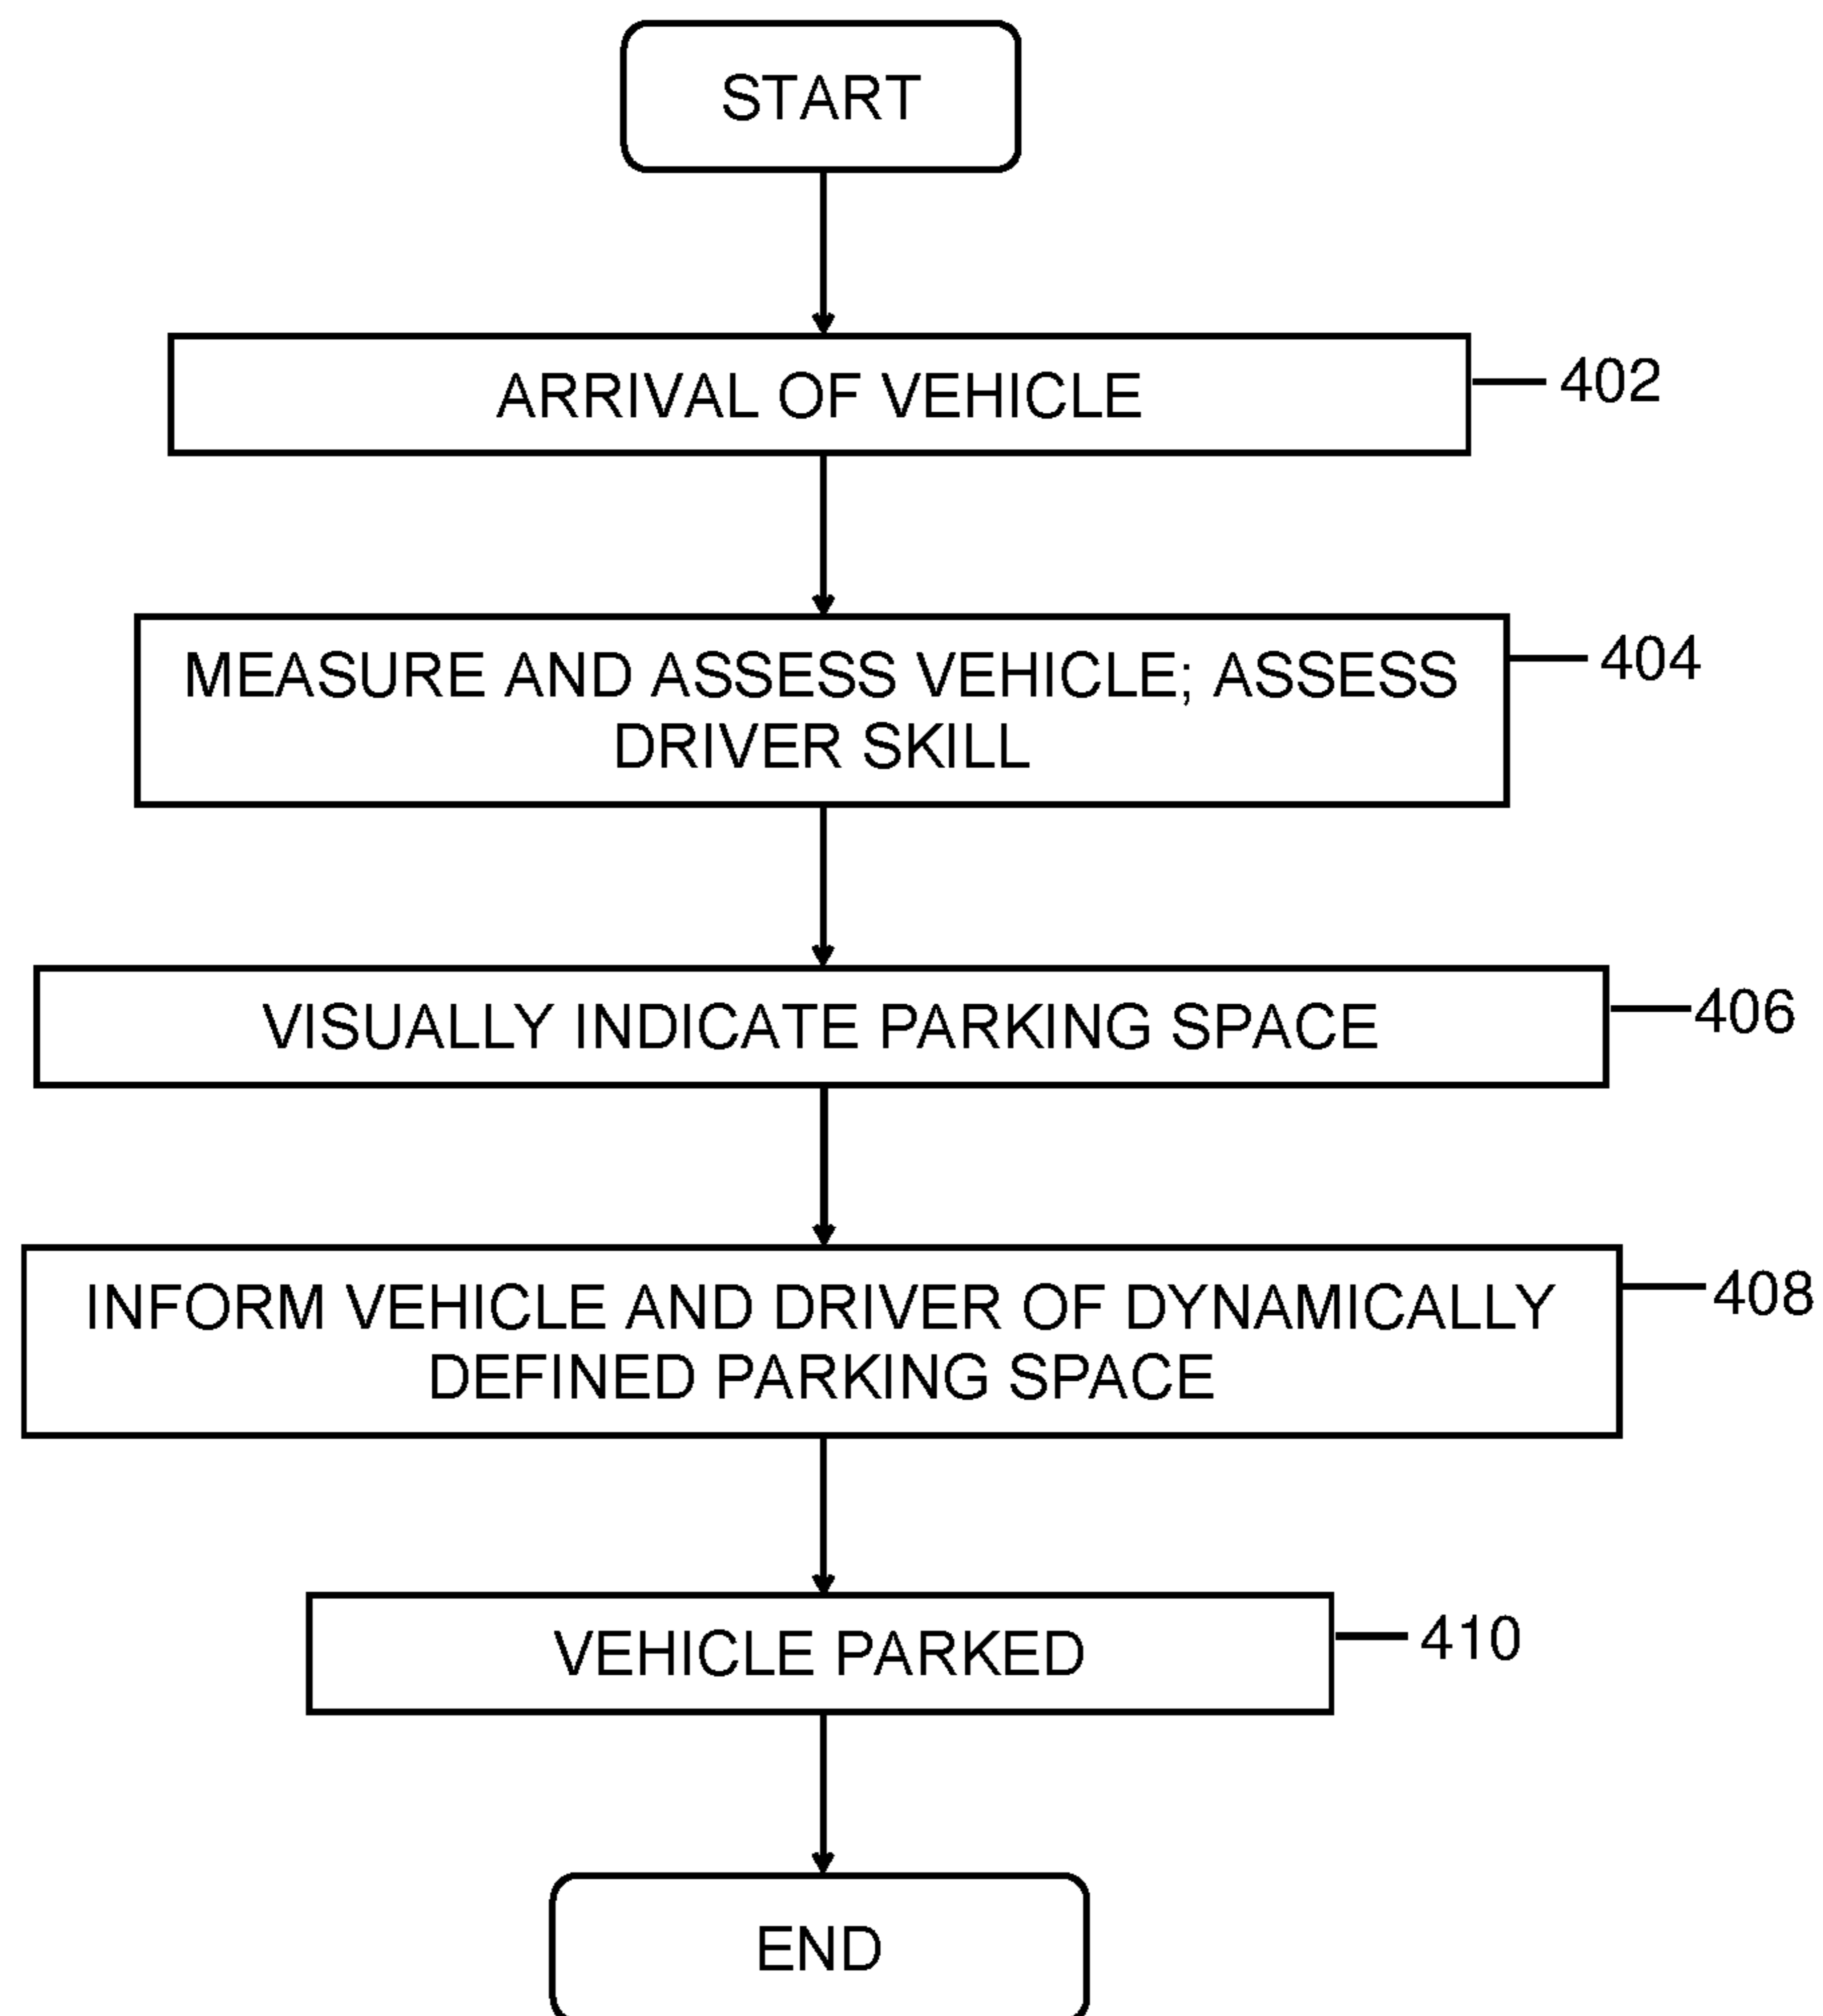 START
ARRIVAL OF VEHICLE
402
MEASURE AND ASSESS VEHICLE; ASSESS
DRIVER SKILL
404
VISUALLY INDICATE PARKING SPACE
406
INFORM VEHICLE AND DRIVER OF DYNAMICALLY
DEFINED PARKING SPACE
408
VEHICLE PARKED
410
END